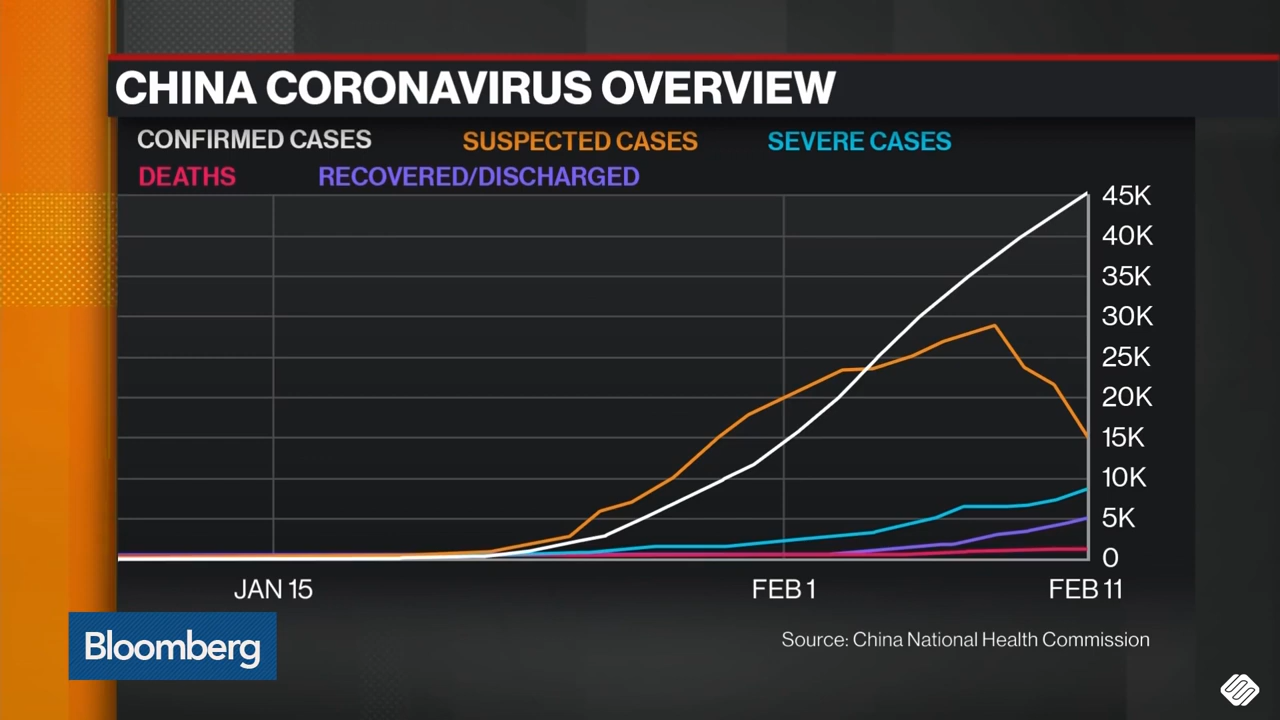 CHINA CORONAVIRUS OVERVIEW
CONFIRMED CASES SUSPECTED CASES SEVERE CASES
DEATHS RECOVERED/DISCHARGED
45K
40K
35K
30K
25K
20K
15K
10K
5K
0
JAN 15 FEB 1 FEB 11
Bloomberg
Source: China National Health Commission